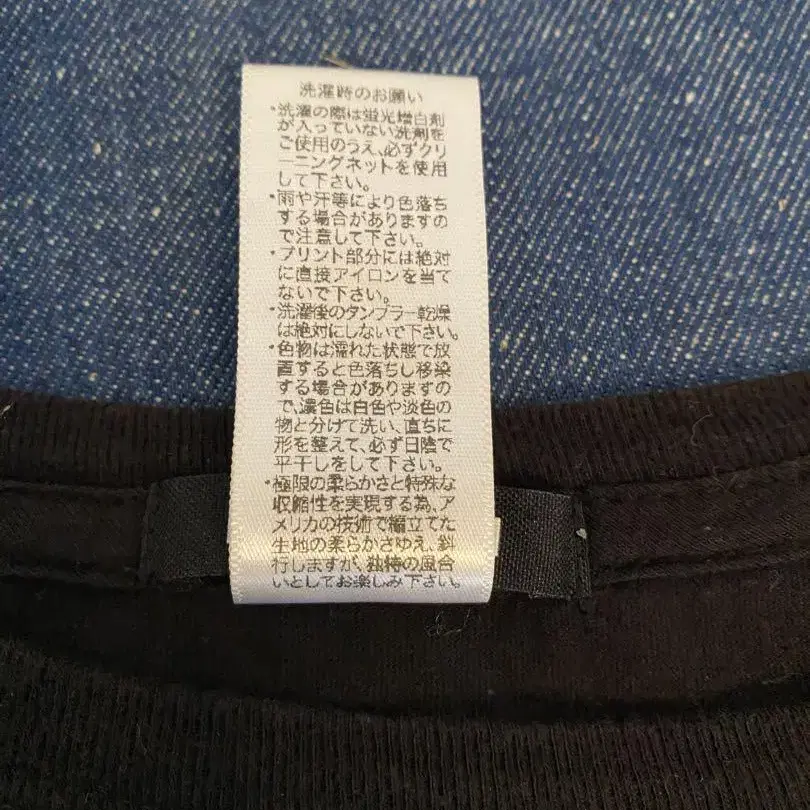 洗濯時のお願い
・洗濯の際は蛍光増白剤
が入っていない洗剤を
ご使用のうえ、必ずクリ
ーニングネットを使用
して下さい。
・雨や汗等により色落ち
する場合がありますの
で注意して下さい。
・プリント部分には絶対
に直接アイロンを当て
ないで下さい。
・洗濯後のタンブラー乾燥
は絶対にしないで下さい。
・色物は濡れた状態で放
置すると色落ちし移染
する場合がありますの
で、濃色は白色や淡色の
物と分けて洗い、直ちに
形を整えて、必ず日陰で
平干しをして下さい。
・極限の柔らかさと特殊な
収縮性を実現する為、ア
メリカの技術で編立てた
生地の柔らかさゆえ、斜
行しますが、独特の風合
いとしてお楽しみ下さい。